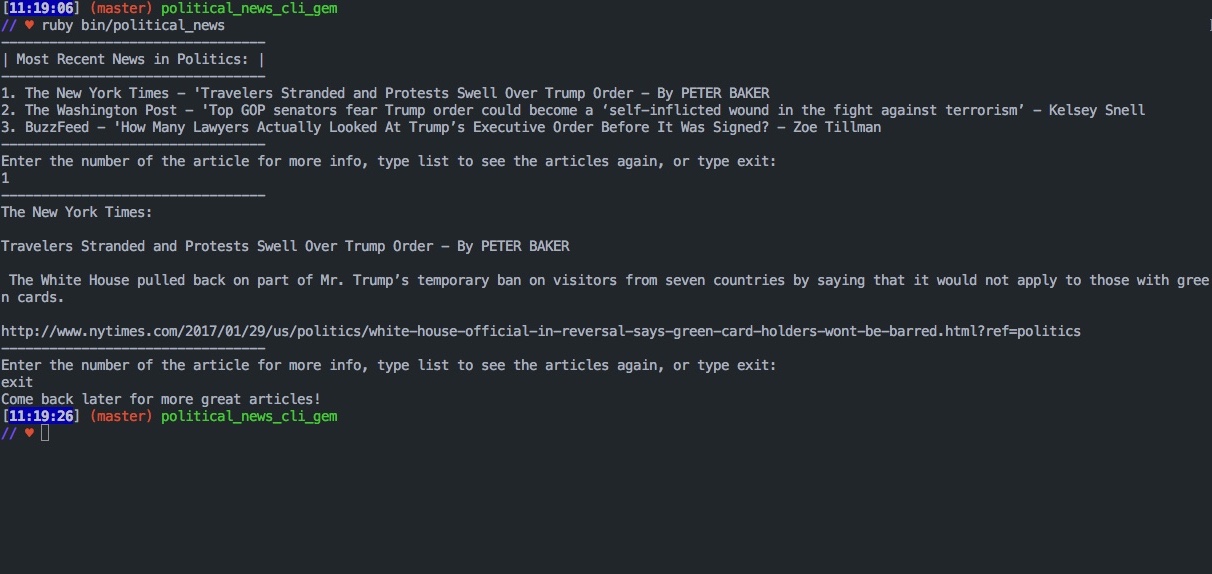 [11:19:06] (master) political_news_cli_gem
// ♥ ruby bin/political_news
---------------------------------
| Most Recent News in Politics: |
---------------------------------
1. The New York Times – 'Travelers Stranded and Protests Swell Over Trump Order – By PETER BAKER
2. The Washington Post – 'Top GOP senators fear Trump order could become a ‘self-inflicted wound in the fight against terrorism’ – Kelsey Snell
3. BuzzFeed – 'How Many Lawyers Actually Looked At Trump’s Executive Order Before It Was Signed? – Zoe Tillman
---------------------------------
Enter the number of the article for more info, type list to see the articles again, or type exit:
1
---------------------------------
The New York Times:
Travelers Stranded and Protests Swell Over Trump Order – By PETER BAKER
The White House pulled back on part of Mr. Trump’s temporary ban on visitors from seven countries by saying that it would not apply to those with gree
n cards.
http://www.nytimes.com/2017/01/29/us/politics/white-house-official-in-reversal-says-green-card-holders-wont-be-barred.html?ref=politics
---------------------------------
Enter the number of the article for more info, type list to see the articles again, or type exit:
exit
Come back later for more great articles!
[11:19:26] (master) political_news_cli_gem
// ♥